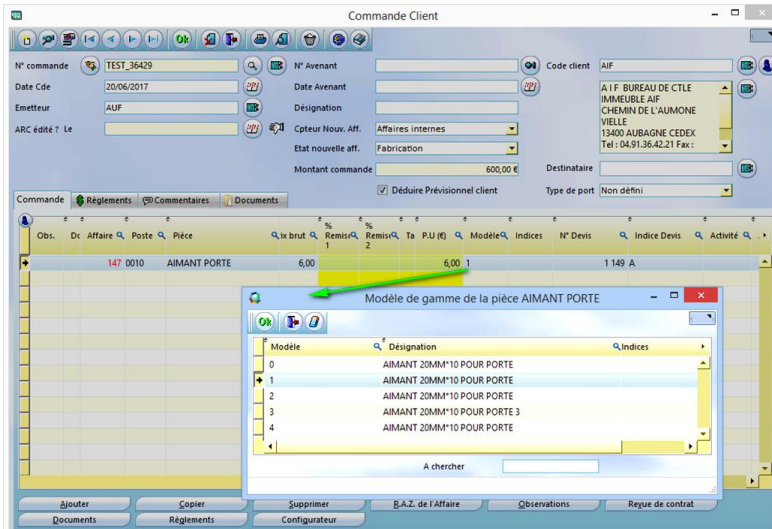 Commande Client
Ok
N° commande TEST_36429 N° Avenant Code client AIF
Date Cde 20/06/2017 Date Avenant
A I F BUREAU DE CTLE
IMMEUBLE AIF
CHEMIN DE L'AUMONE
VIELLE
13400 AUBAGNE CEDEX
Tel : 04.91.36.42.21 Fax :
Emetteur AUF Désignation
ARC édité ? Le Cpteur Nouv. Aff. Affaires internes
Etat nouvelle aff. Fabrication
Montant commande 600,00 € Destinataire
Déduire Prévisionnel client Type de port Non défini
Commande Règlements Commentaires Documents
Obs. Dc Affaire Poste Pièce ix brut % Remise 1 % Remise 2 Ta P.U (€) Modèle Indices N° Devis Indice Devis Activité
147 0010 AIMANT PORTE 6,00 6,00 1 1 149 A
Modèle de gamme de la pièce AIMANT PORTE
Ok
Modèle Désignation Indices
0 AIMANT 20MM*10 POUR PORTE
1 AIMANT 20MM*10 POUR PORTE
2 AIMANT 20MM*10 POUR PORTE
3 AIMANT 20MM*10 POUR PORTE 3
4 AIMANT 20MM*10 POUR PORTE
A chercher
Ajouter Copier Supprimer R.A.Z. de l'Affaire Observations Revue de contrat
Documents Règlements Configurateur